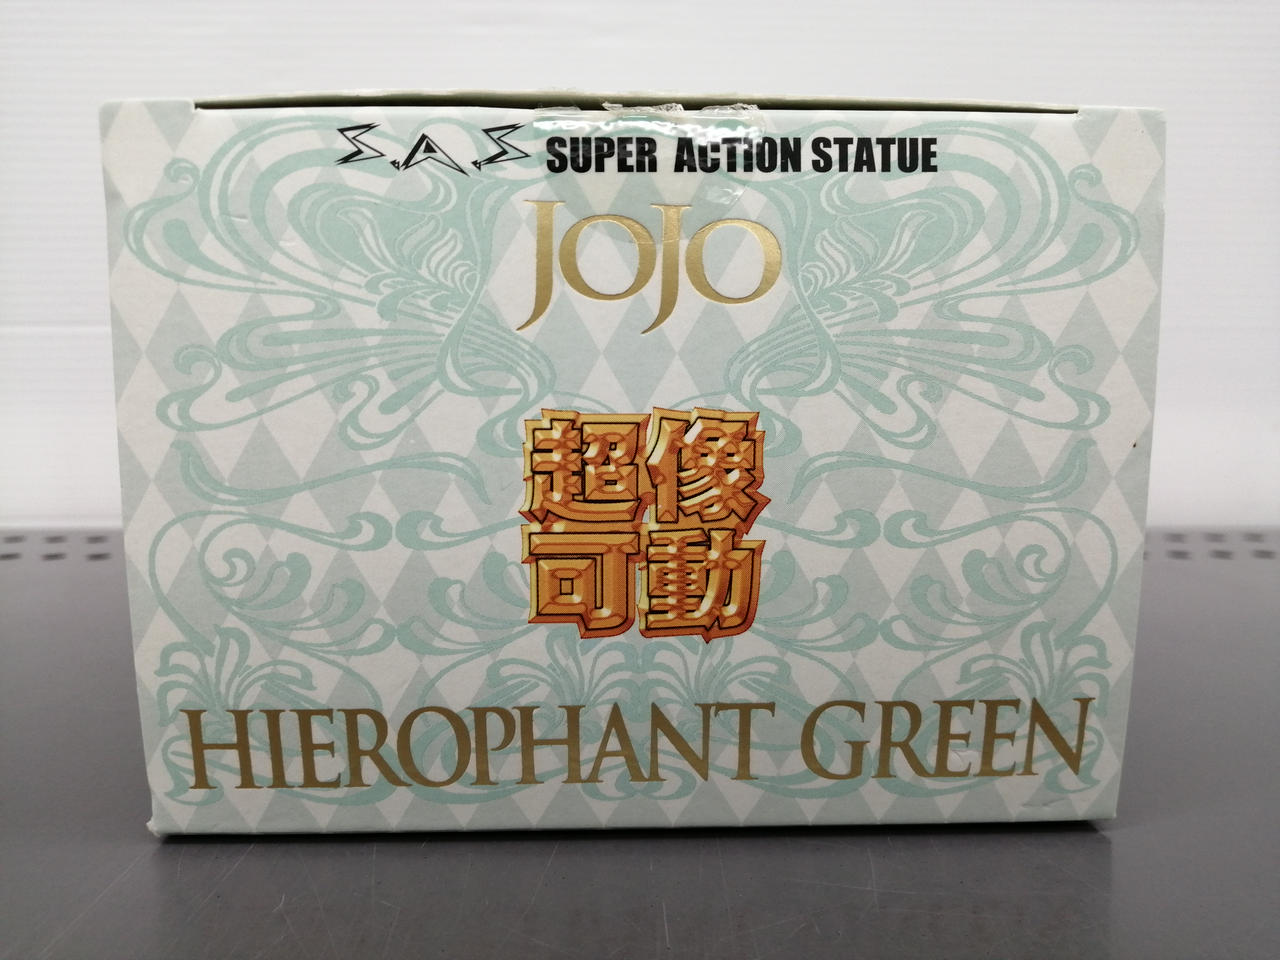 S.A.S SUPER ACTION STATUE
JOJO
超像
可動
HIEROPHANT GREEN